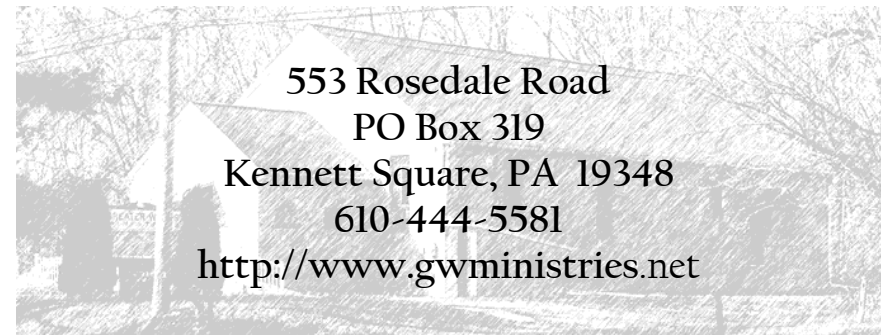 553 Rosedale Road
PO Box 319
Kennett Square, PA 19348
610-444-5581
http://www.gwministries.net